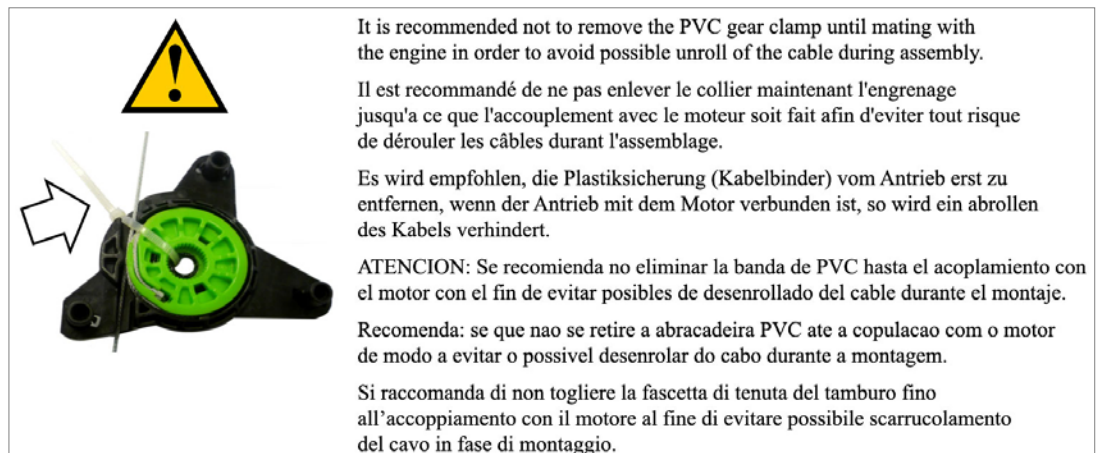 It is recommended not to remove the PVC gear clamp until mating with
the engine in order to avoid possible unroll of the cable during assembly.
Il est recommandé de ne pas enlever le collier maintenant l'engrenage
jusqu'a ce que l'accouplement avec le moteur soit fait afin d'eviter tout risque
de dérouler les câbles durant l'assemblage.
Es wird empfohlen, die Plastiksicherung (Kabelbinder) vom Antrieb erst zu
entfernen, wenn der Antrieb mit dem Motor verbunden ist, so wird ein abrollen
des Kabels verhindert.
ATENCION: Se recomienda no eliminar la banda de PVC hasta el acoplamiento con
el motor con el fin de evitar posibles de desenrollado del cable durante el montaje.
Recomenda: se que nao se retire a abracadeira PVC ate a copulacao com o motor
de modo a evitar o possivel desenrolar do cabo durante a montagem.
Si raccomanda di non togliere la fascetta di tenuta del tamburo fino
all’accoppiamento con il motore al fine di evitare possibile scarrucolamento
del cavo in fase di montaggio.